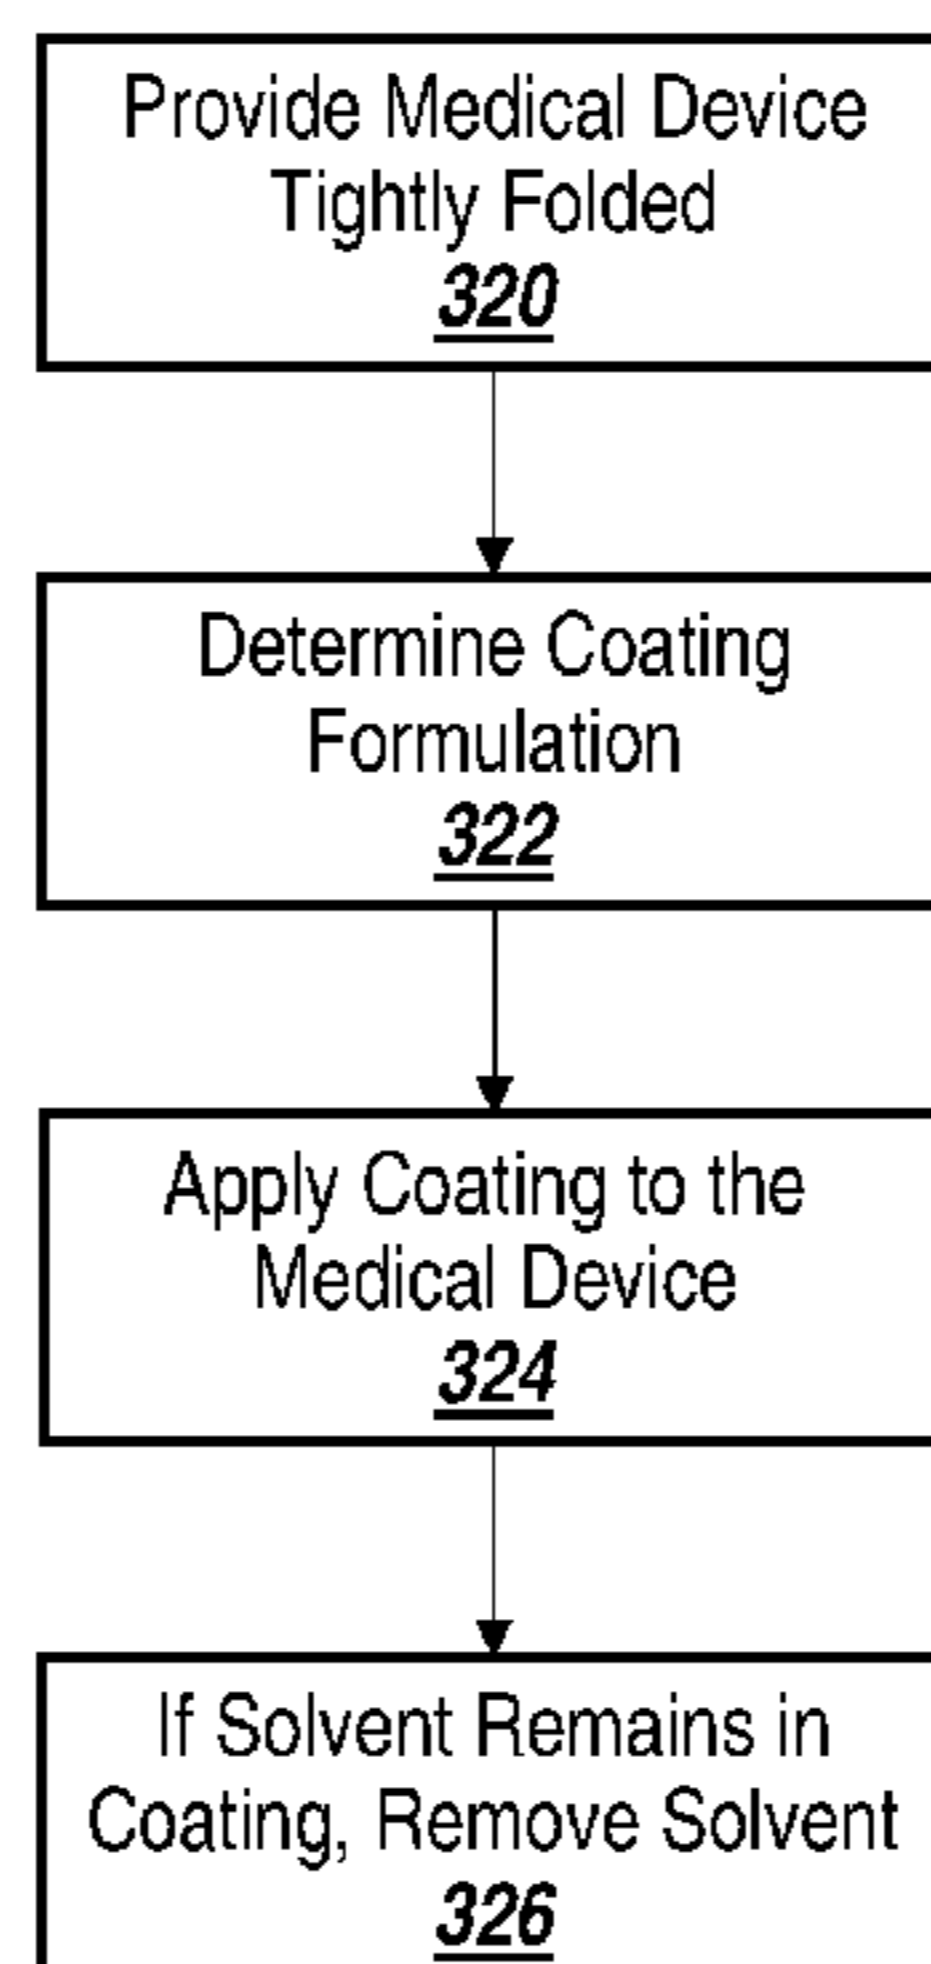 Provide Medical Device
Tightly Folded
320
Determine Coating
Formulation
322
Apply Coating to the
Medical Device
324
If Solvent Remains in
Coating, Remove Solvent
326